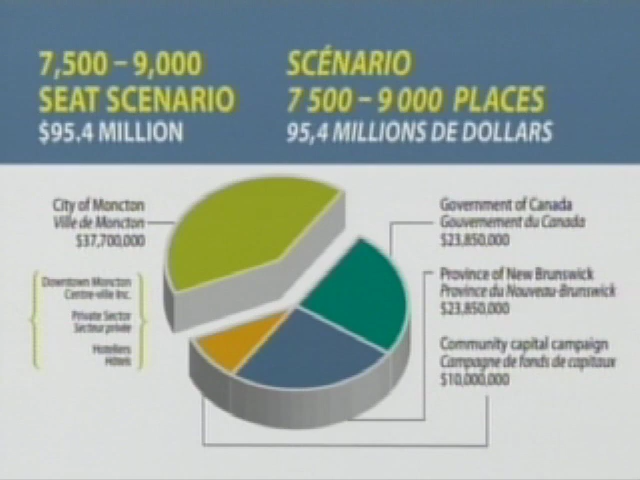 7,500 – 9,000
SEAT SCENARIO
$95.4 MILLION
SCÉNARIO
7 500 – 9 000 PLACES
95,4 MILLIONS DE DOLLARS
City of Moncton
Ville de Moncton
$37,700,000
Downtown Moncton
Centre-ville Inc.
Private Sector
Secteur privée
Hoteliers
Hôtels
Government of Canada
Gouvernement du Canada
$23,850,000
Province of New Brunswick
Province du Nouveau-Brunswick
$23,850,000
Community capital campaign
Campagne de fonds de capitaux
$10,000,000